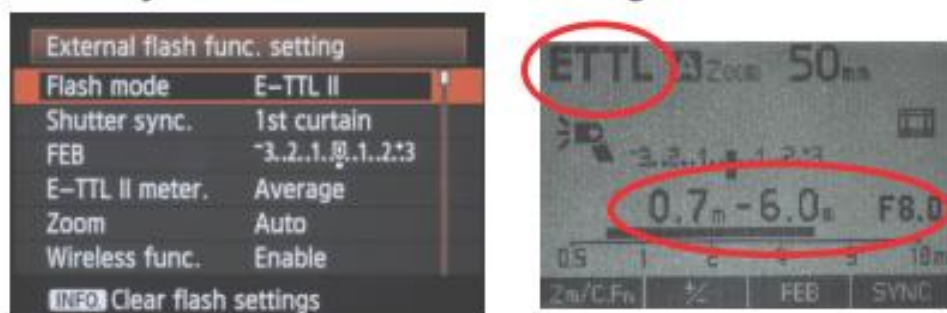 External flash func. setting
Flash mode E-TTL II
Shutter sync. 1st curtain
FEB -3..2..1..0..1..2.+3
E-TTL II meter. Average
Zoom Auto
Wireless func. Enable
INFO. Clear flash settings
ETTL A Zoom 50mm
-3..2..1.. ..1..2.+3
0.7m - 6.0m F8.0
0.5 1 2 4 10m
Zm/C.Fn +/- FEB SYNC